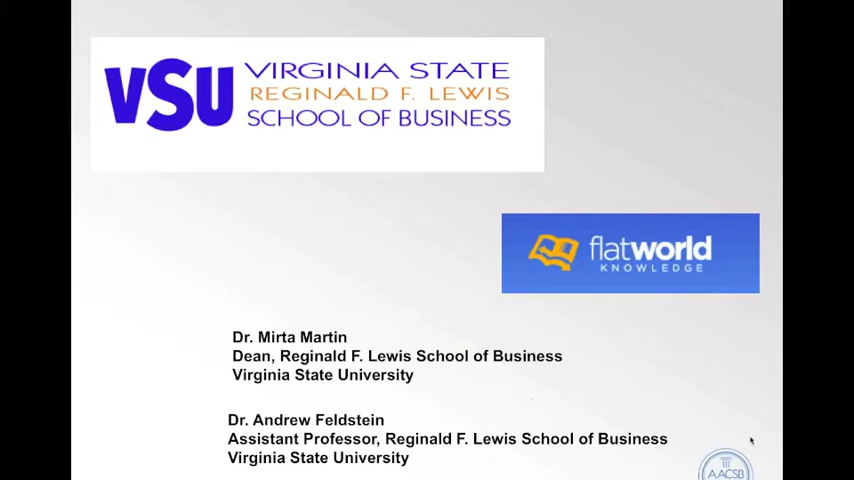 VSU VIRGINIA STATE
REGINALD F. LEWIS
SCHOOL OF BUSINESS
flatworld
KNOWLEDGE
Dr. Mirta Martin
Dean, Reginald F. Lewis School of Business
Virginia State University
Dr. Andrew Feldstein
Assistant Professor, Reginald F. Lewis School of Business
Virginia State University
AACSB